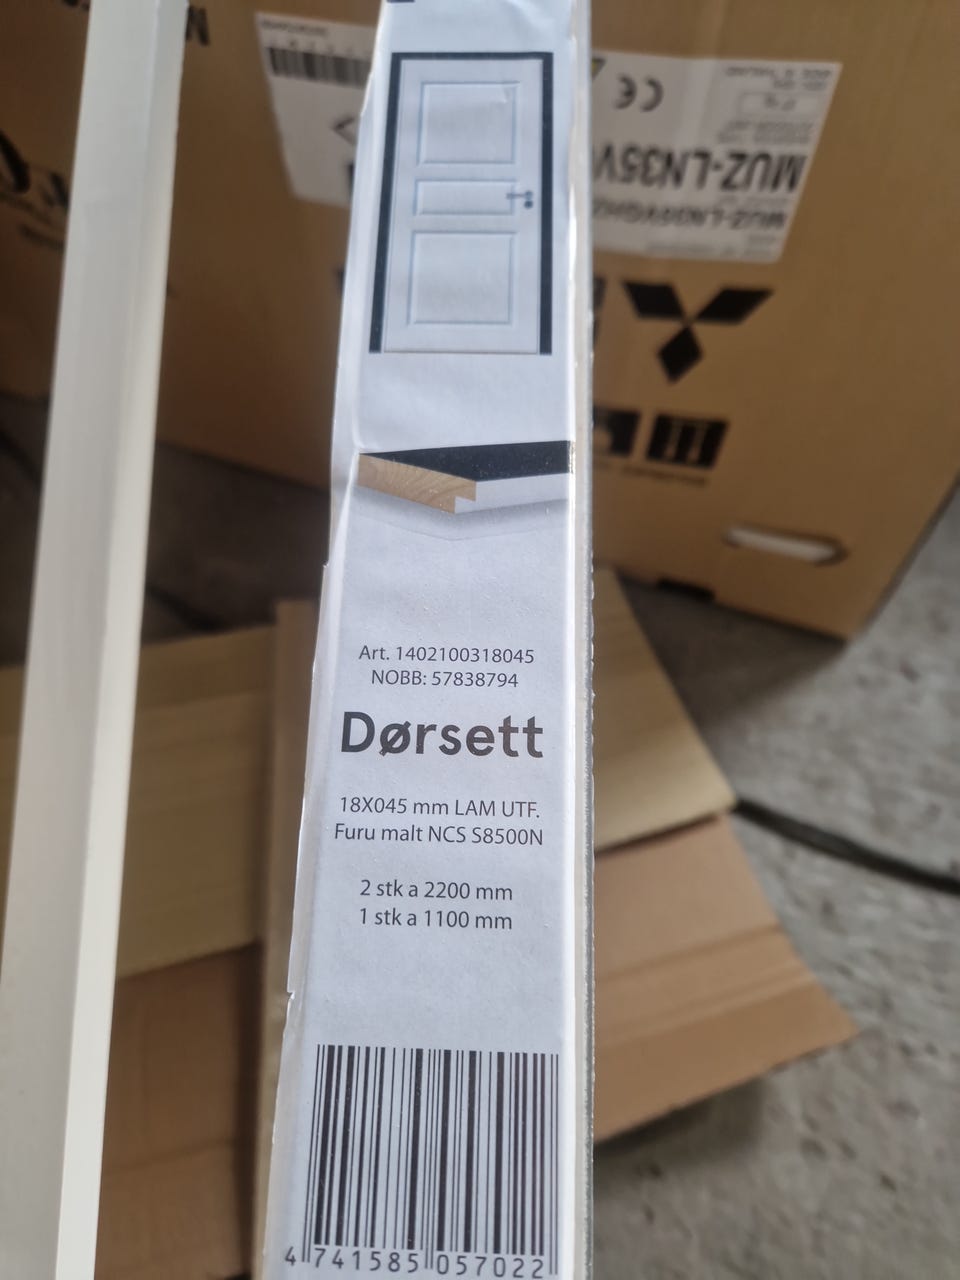 Art. 1402100318045
NOBB: 57838794
Dørsett
18X045 mm LAM UTF.
Furu malt NCS S8500N
2 stk a 2200 mm
1 stk a 1100 mm
4 741585 057022
CE
MUZ-LN35V